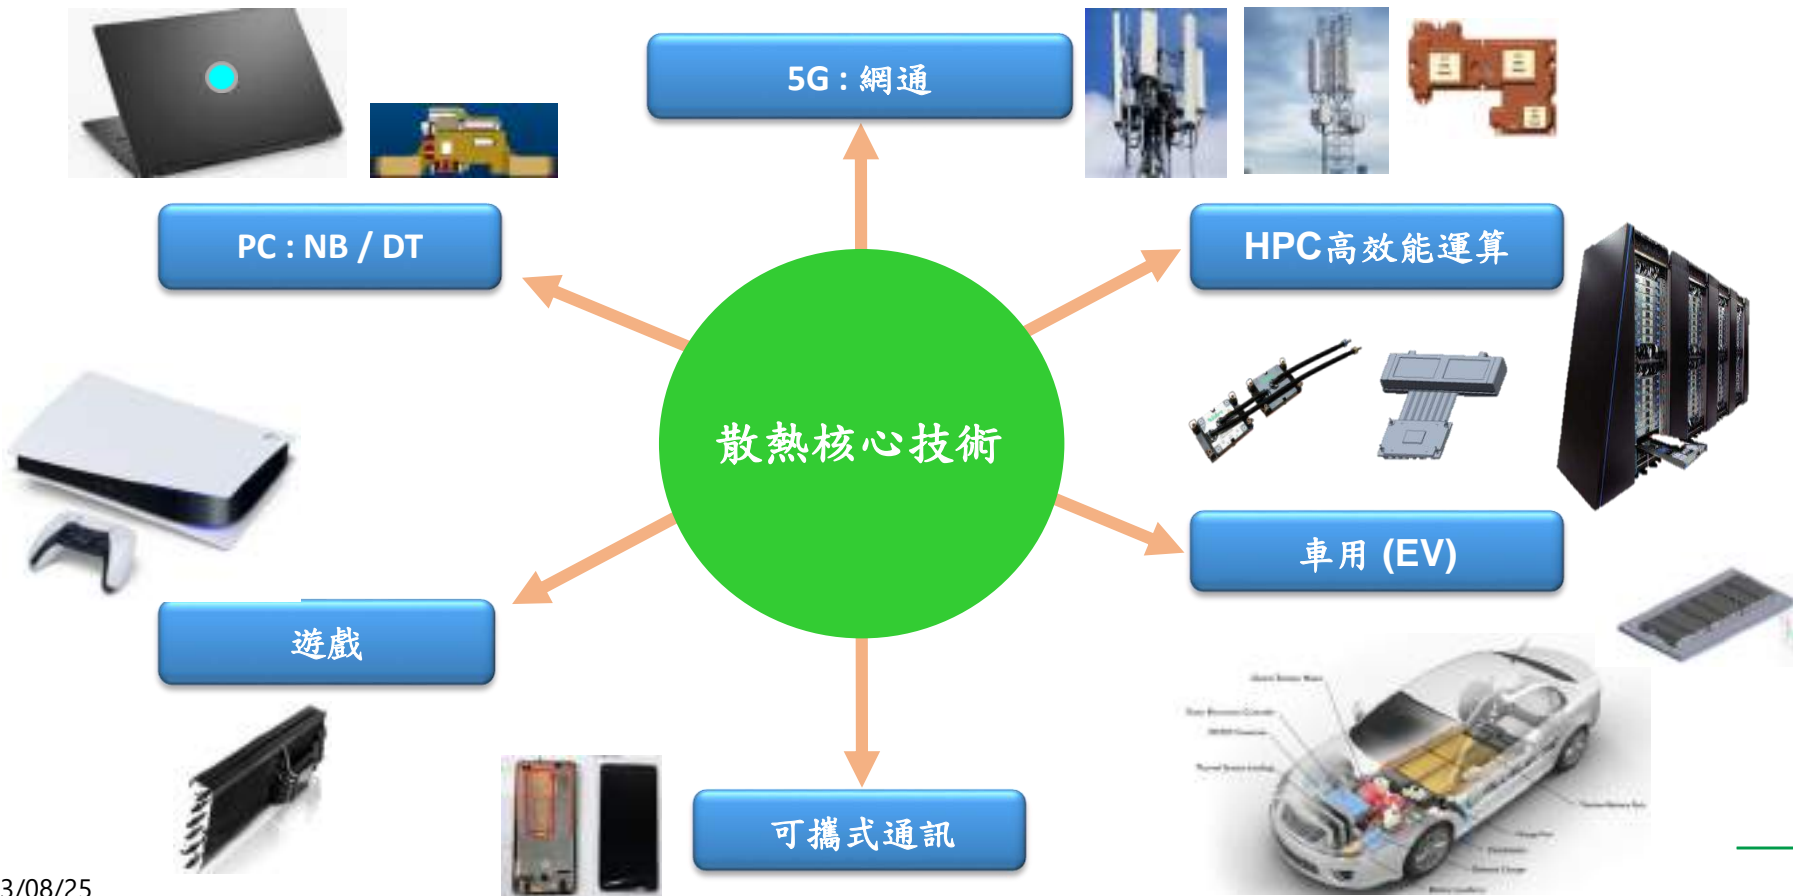 5G : 網通
PC : NB / DT
HPC高效能運算
散熱核心技術
車用 (EV)
遊戲
可攜式通訊
3/08/25